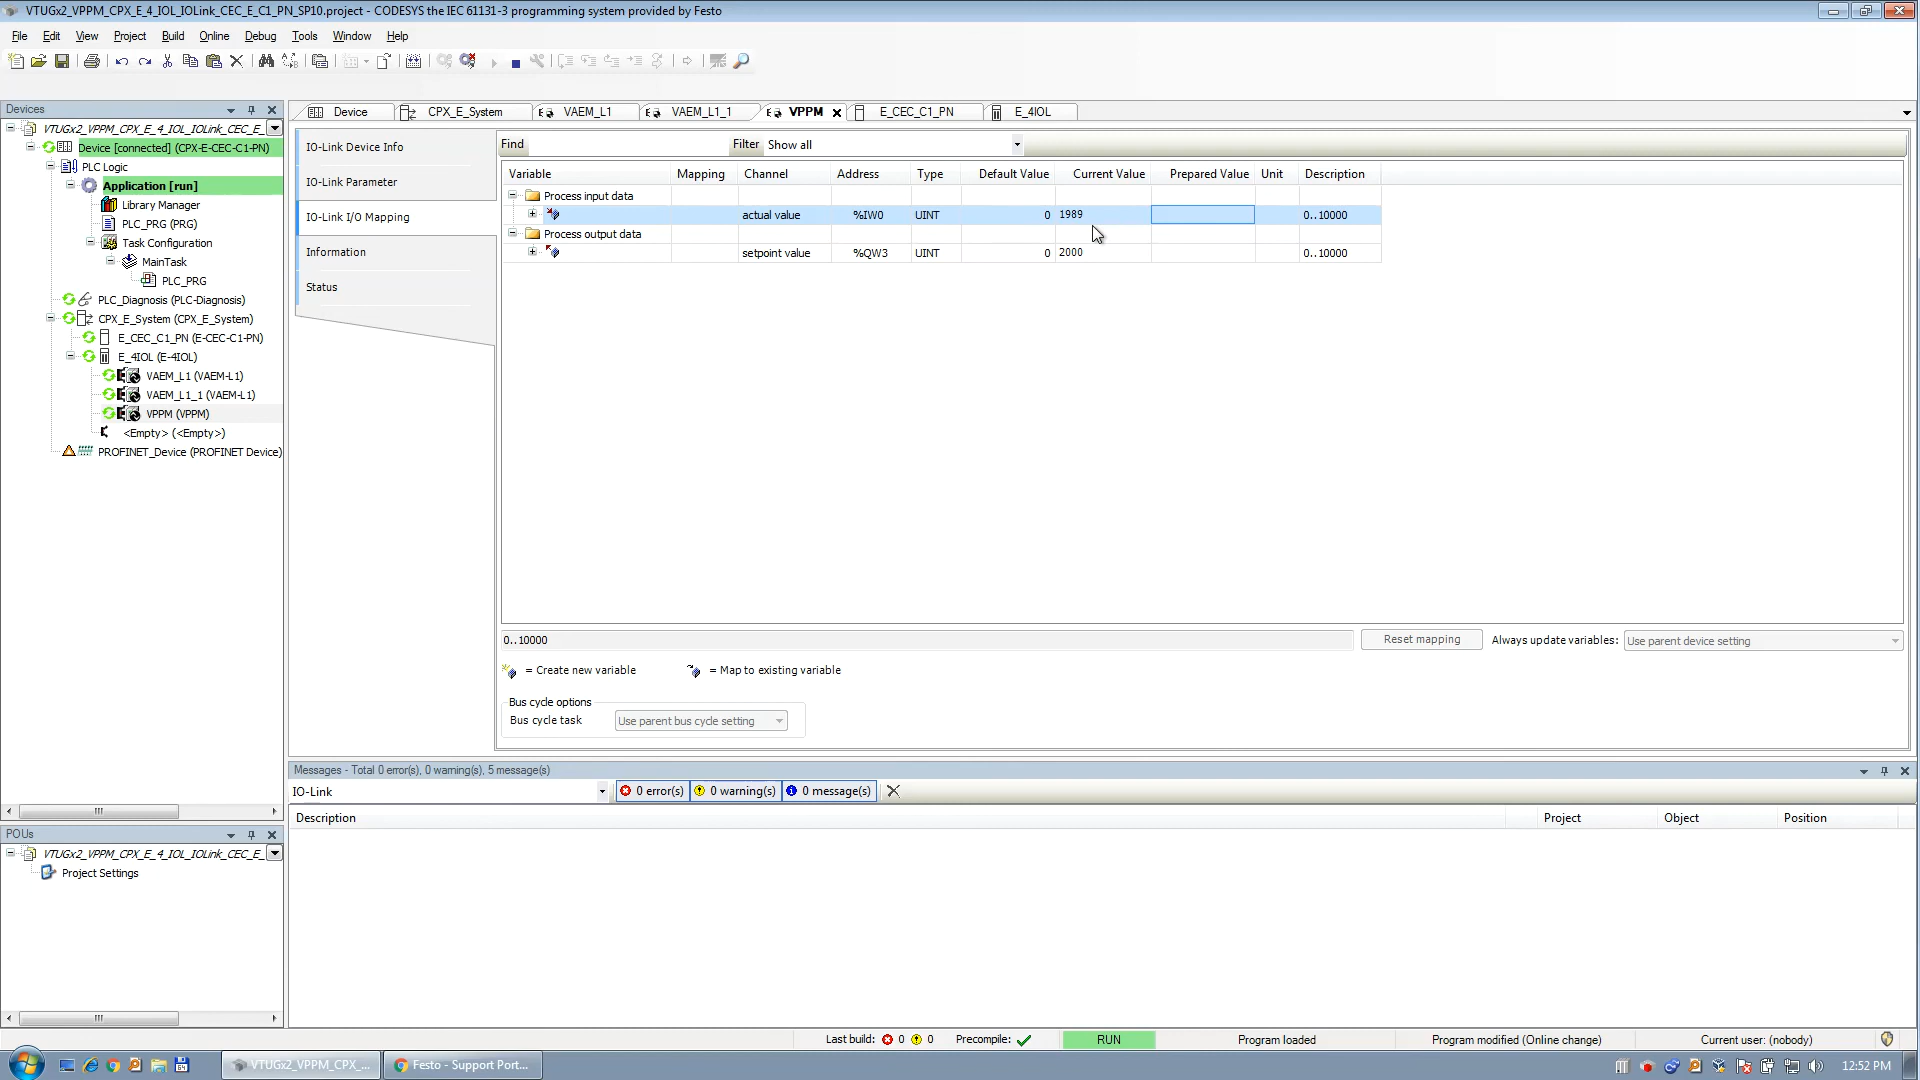 VTUGx2_VPPM_CPX_E_4_IOL_IOLink_CEC_E_C1_PN_SP10.project - CODESYS the IEC 61131-3 programming system provided by Festo
File Edit View Project Build Online Debug Tools Window Help
Devices
VTUGx2_VPPM_CPX_E_4_IOL_IOLink_CEC_E_
Device [connected] (CPX-E-CEC-C1-PN)
PLC Logic
Application [run]
Library Manager
PLC_PRG (PRG)
Task Configuration
MainTask
PLC_PRG
PLC_Diagnosis (PLC-Diagnosis)
CPX_E_System (CPX_E_System)
E_CEC_C1_PN (E-CEC-C1-PN)
E_4IOL (E-4IOL)
VAEM_L1 (VAEM-L1)
VAEM_L1_1 (VAEM-L1)
VPPM (VPPM)
<Empty> (<Empty>)
PROFINET_Device (PROFINET Device)
POUs
VTUGx2_VPPM_CPX_E_4_IOL_IOLink_CEC_E_
Project Settings
Device CPX_E_System VAEM_L1 VAEM_L1_1 VPPM E_CEC_C1_PN E_4IOL
IO-Link Device Info
IO-Link Parameter
IO-Link I/O Mapping
Information
Status
Find Filter Show all
Variable Mapping Channel Address Type Default Value Current Value Prepared Value Unit Description
Process input data
actual value %IW0 UINT 0 1989 0..10000
Process output data
setpoint value %QW3 UINT 0 2000 0..10000
0..10000 Reset mapping Always update variables: Use parent device setting
= Create new variable = Map to existing variable
Bus cycle options
Bus cycle task Use parent bus cycle setting
Messages - Total 0 error(s), 0 warning(s), 5 message(s)
IO-Link 0 error(s) 0 warning(s) 0 message(s)
Description Project Object Position
Last build: 0 0 Precompile: RUN Program loaded Program modified (Online change) Current user: (nobody)
VTUGx2_VPPM_CPX_... Festo - Support Port... 12:52 PM